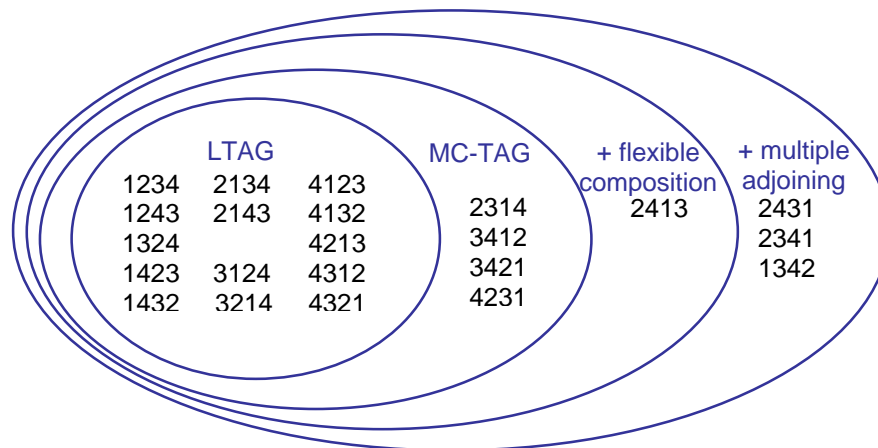 LTAG
1234 2134 4123
1243 2143 4132
1324 4213
1423 3124 4312
1432 3214 4321
MC-TAG
2314
3412
3421
4231
+ flexible
composition
2413
+ multiple
adjoining
2431
2341
1342